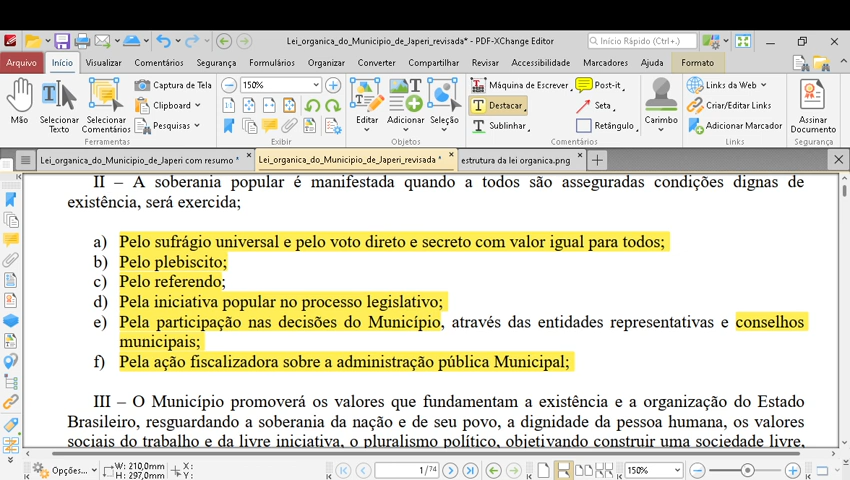 Lei_organica_do_Municipio_de_Japeri_revisada* - PDF-XChange Editor
Início Rápido (Ctrl+.)
Arquivo Início Visualizar Comentários Segurança Formulários Organizar Converter Compartilhar Revisar Accessibilidade Marcadores Ajuda Formato
Mão
Selecionar Texto
Selecionar Comentários
Captura de Tela
Clipboard
Pesquisas
Ferramentas
150%
Exibir
Editar
Adicionar
Seleção
Objetos
Máquina de Escrever
Destacar
Sublinhar
Post-it
Seta
Retângulo
Carimbo
Comentários
Links da Web
Criar/Editar Links
Adicionar Marcador
Links
Assinar Documento
Segurança
Lei_organica_do_Municipio_de_Japeri com resumo * Lei_organica_do_Municipio_de_Japeri_revisada * estrutura da lei organica.png
II – A soberania popular é manifestada quando a todos são asseguradas condições dignas de
existência, será exercida;
a) Pelo sufrágio universal e pelo voto direto e secreto com valor igual para todos;
b) Pelo plebiscito;
c) Pelo referendo;
d) Pela iniciativa popular no processo legislativo;
e) Pela participação nas decisões do Município, através das entidades representativas e conselhos
municipais;
f) Pela ação fiscalizadora sobre a administração pública Municipal;
III – O Município promoverá os valores que fundamentam a existência e a organização do Estado
Brasileiro, resguardando a soberania da nação e de seu povo, a dignidade da pessoa humana, os valores
sociais do trabalho e da livre iniciativa, o pluralismo político, objetivando construir uma sociedade livre,
Opções... W: 210,0mm X: 1 /74 150%
H: 297,0mm Y: